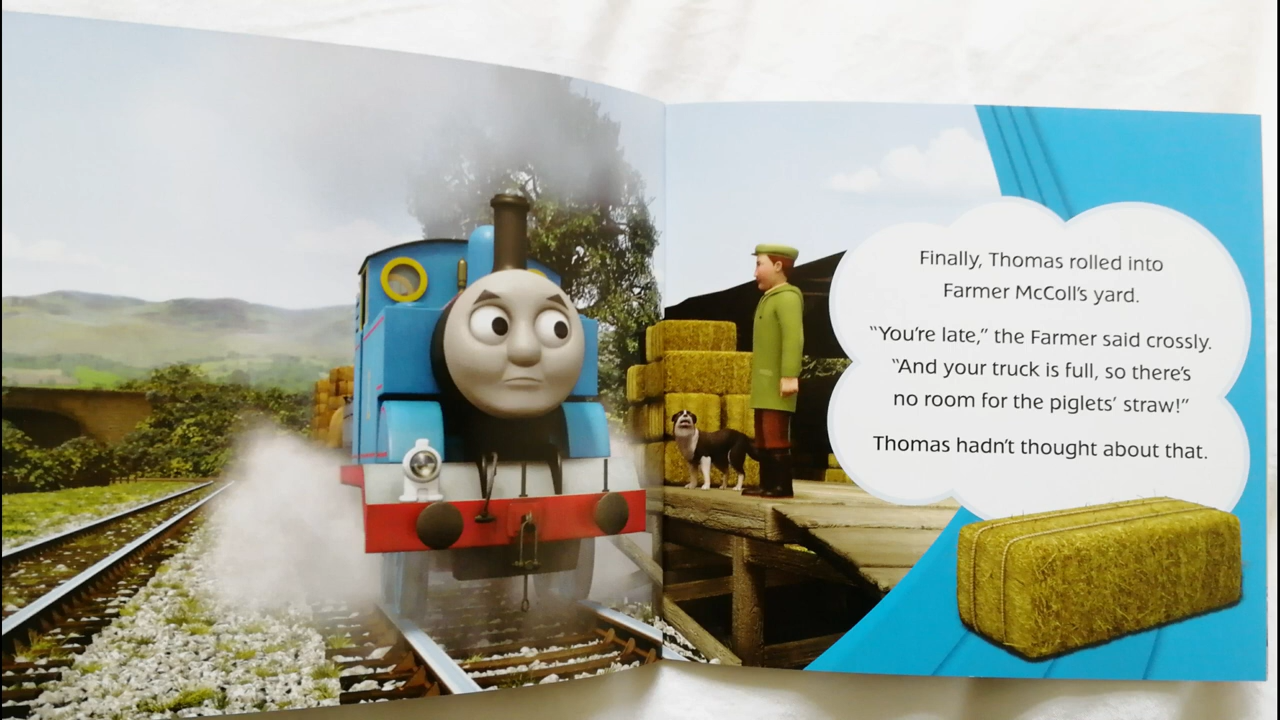 Finally, Thomas rolled into
Farmer McColl's yard.
“You're late,” the Farmer said crossly.
“And your truck is full, so there's
no room for the piglets' straw!”
Thomas hadn't thought about that.